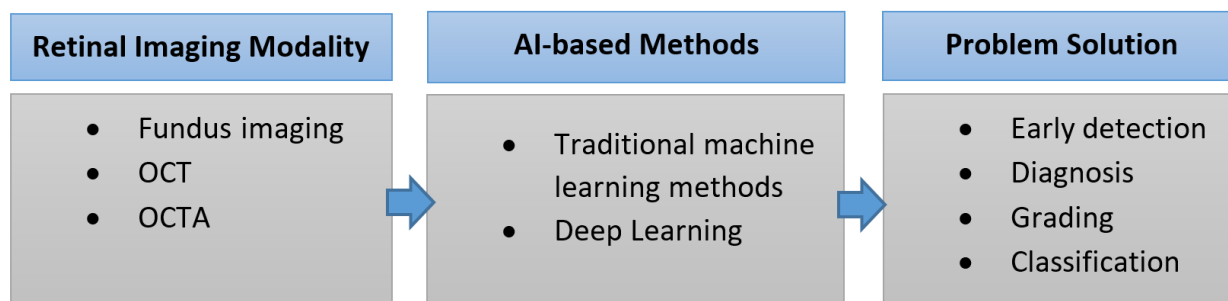 Retinal Imaging Modality
• Fundus imaging
• OCT
• OCTA
AI-based Methods
• Traditional machine
learning methods
• Deep Learning
Problem Solution
• Early detection
• Diagnosis
• Grading
• Classification